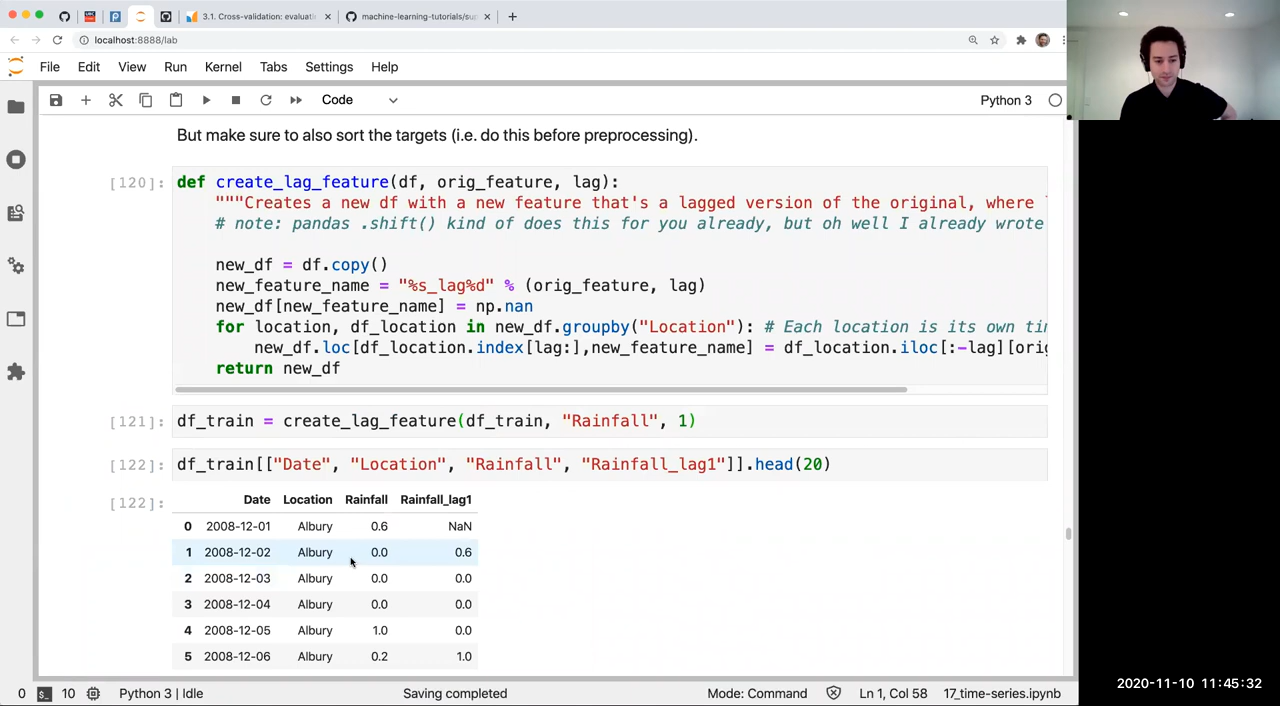 3.1. Cross-validation: evaluati
machine-learning-tutorials/su
localhost:8888/lab
File Edit View Run Kernel Tabs Settings Help
Code
Python 3
But make sure to also sort the targets (i.e. do this before preprocessing).
[120]: def create_lag_feature(df, orig_feature, lag):
"""Creates a new df with a new feature that's a lagged version of the original, where
# note: pandas .shift() kind of does this for you already, but oh well I already wrote
new_df = df.copy()
new_feature_name = "%s_lag%d" % (orig_feature, lag)
new_df[new_feature_name] = np.nan
for location, df_location in new_df.groupby("Location"): # Each location is its own ti
new_df.loc[df_location.index[lag:],new_feature_name] = df_location.iloc[:-lag][orig
return new_df
[121]: df_train = create_lag_feature(df_train, "Rainfall", 1)
[122]: df_train[["Date", "Location", "Rainfall", "Rainfall_lag1"]].head(20)
[122]: Date Location Rainfall Rainfall_lag1
0 2008-12-01 Albury 0.6 NaN
1 2008-12-02 Albury 0.0 0.6
2 2008-12-03 Albury 0.0 0.0
3 2008-12-04 Albury 0.0 0.0
4 2008-12-05 Albury 1.0 0.0
5 2008-12-06 Albury 0.2 1.0
0 10 Python 3 | Idle Saving completed Mode: Command Ln 1, Col 58 17_time-series.ipynb
2020-11-10 11:45:32